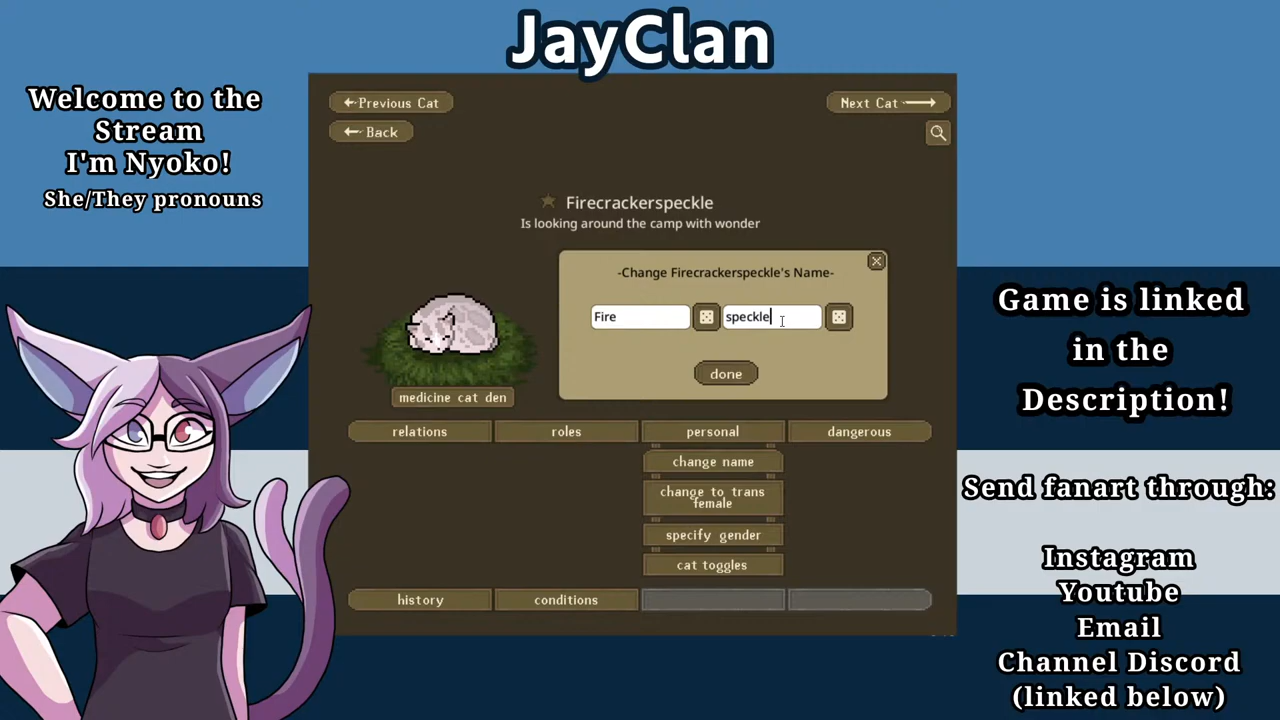 JayClan
Welcome to the
Stream
I'm Nyoko!
She/They pronouns
Previous Cat
Next Cat
Back
Firecrackerspeckle
Is looking around the camp with wonder
-Change Firecrackerspeckle's Name-
Fire
speckle
done
medicine cat den
relations
roles
personal
dangerous
change name
change to trans
female
specify gender
cat toggles
history
conditions
Game is linked
in the
Description!
Send fanart through:
Instagram
Youtube
Email
Channel Discord
(linked below)